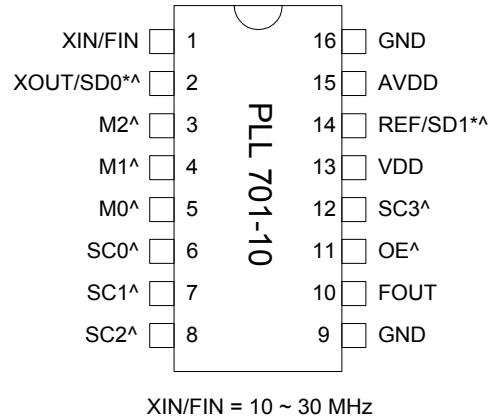 XIN/FIN 1 16 GND
XOUT/SD0*^ 2 15 AVDD
M2^ 3 14 REF/SD1*^
M1^ 4 13 VDD
M0^ 5 12 SC3^
SC0^ 6 11 OE^
SC1^ 7 10 FOUT
SC2^ 8 9 GND
PLL 701-10
XIN/FIN = 10 ~ 30 MHz